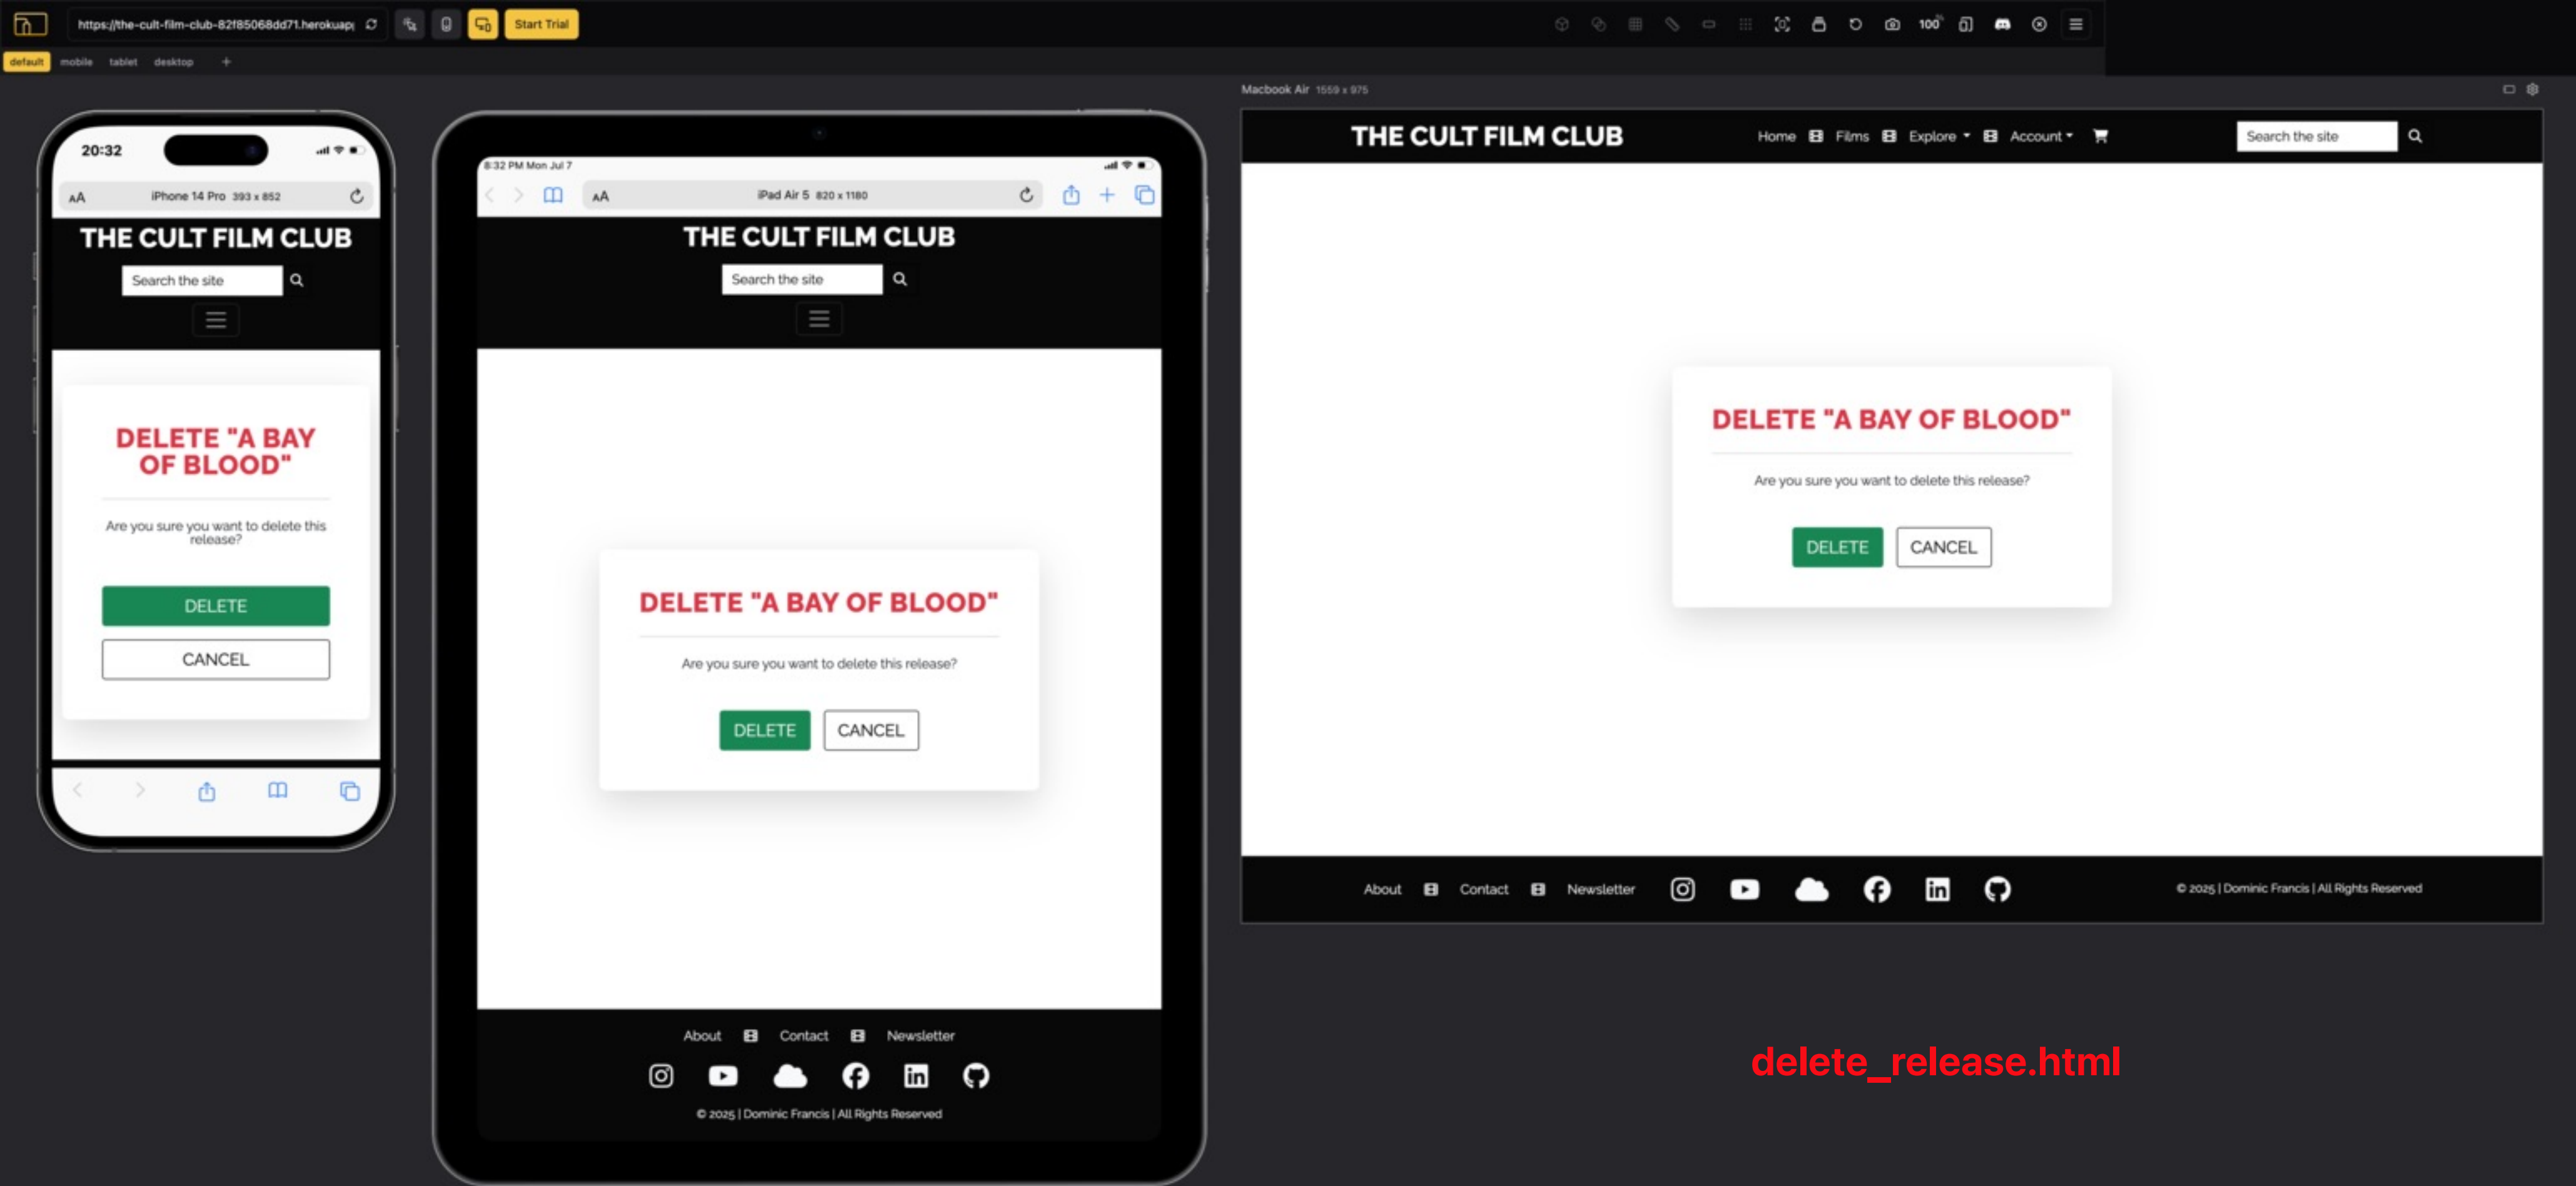 https://the-cult-film-club-82f85068dd71.herokuap
Start Trial
100%
default
mobile
tablet
desktop
+
20:32
AA
iPhone 14 Pro 393 x 852
THE CULT FILM CLUB
Search the site
DELETE "A BAY
OF BLOOD"
Are you sure you want to delete this
release?
DELETE
CANCEL
8:32 PM Mon Jul 7
AA
iPad Air 5 820 x 1180
THE CULT FILM CLUB
Search the site
DELETE "A BAY OF BLOOD"
Are you sure you want to delete this release?
DELETE
CANCEL
About
Contact
Newsletter
© 2025 | Dominic Francis | All Rights Reserved
Macbook Air 1559 x 975
THE CULT FILM CLUB
Home
Films
Explore
Account
Search the site
DELETE "A BAY OF BLOOD"
Are you sure you want to delete this release?
DELETE
CANCEL
About
Contact
Newsletter
© 2025 | Dominic Francis | All Rights Reserved
delete_release.html